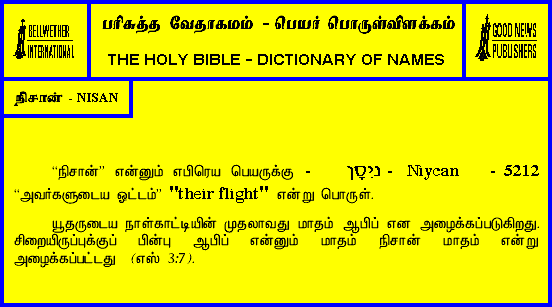 BELLWETHER
INTERNATIONAL
பரிசுத்த வேதாகமம் - பெயர் பொருள்விளக்கம்
THE HOLY BIBLE - DICTIONARY OF NAMES
GOOD NEWS
PUBLISHERS
நிசான் - NISAN
“நிசான்” என்னும் எபிரெய பெயருக்கு - נִיסָן - Niycan - 5212
“அவர்களுடைய ஓட்டம்” "their flight" என்று பொருள்.
யூதருடைய நாள்காட்டியின் முதலாவது மாதம் ஆபிப் என அழைக்கப்படுகிறது.
சிறையிருப்புக்குப் பின்பு ஆபிப் என்னும் மாதம் நிசான் மாதம் என்று
அழைக்கப்பட்டது (எஸ் 3:7).